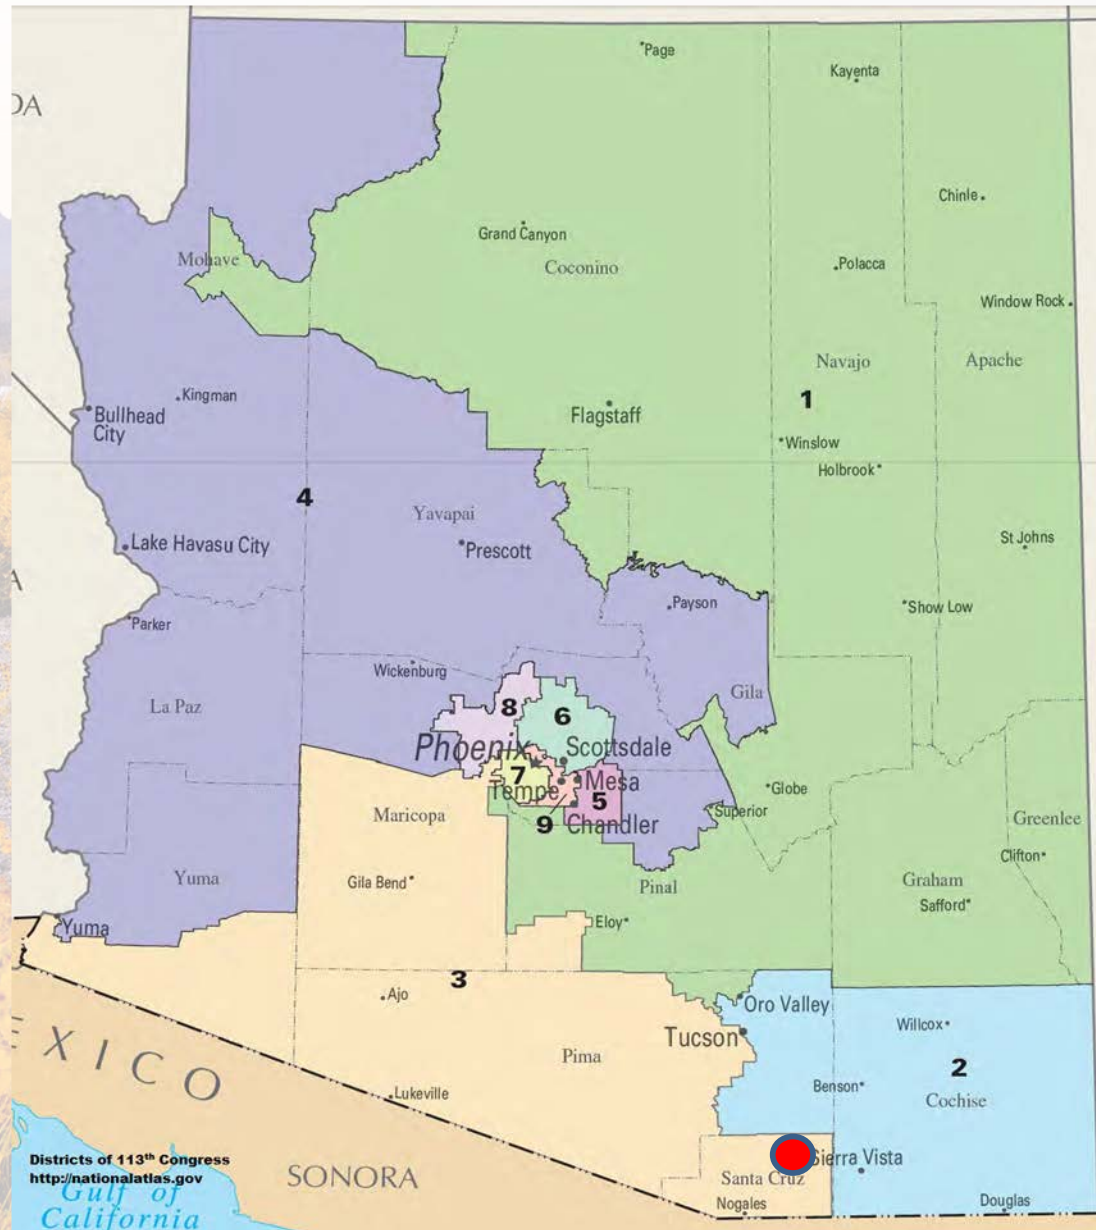 DA
Page
Kayenta
Chinle
Grand Canyon
Mohave
Coconino
Polacca
Window Rock
Navajo
Apache
Kingman
1
Bullhead
City
Flagstaff
Winslow
Holbrook
4
Yavapai
Lake Havasu City
Prescott
St Johns
A
Payson
Show Low
Parker
Wickenburg
Gila
La Paz
8
6
Phoenix
Scottsdale
7
Tempe
Mesa
Globe
5
Superior
Maricopa
9
Chandler
Greenlee
Clifton
Yuma
Gila Bend
Pinal
Graham
Safford
Yuma
Eloy
3
Ajo
Oro Valley
Willcox
EXICO
Tucson
Pima
2
Benson
Lukeville
Cochise
Districts of 113th Congress
http://nationalatlas.gov
Gulf of
California
SONORA
Sierra Vista
Santa Cruz
Nogales
Douglas